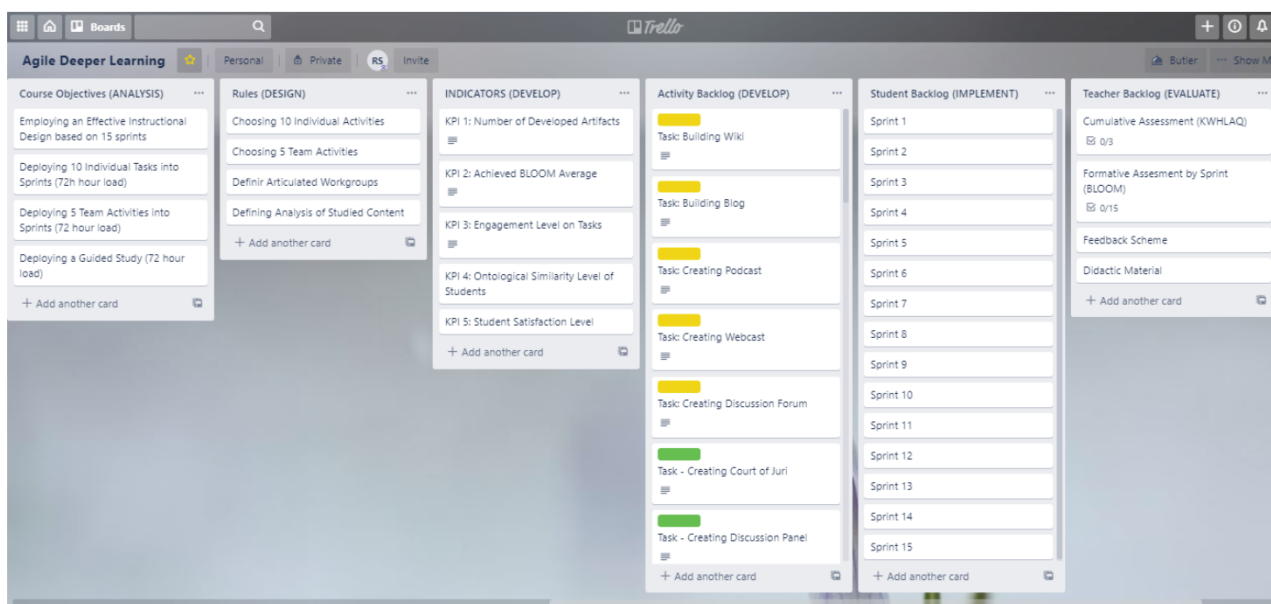 Boards
Trello
Agile Deeper Learning
Personal
Private
RS
Invite
Butler
Show M
Course Objectives (ANALYSIS)
Employing an Effective Instructional
Design based on 15 sprints
Deploying 10 Individual Tasks into
Sprints (72h hour load)
Deploying 5 Team Activities into
Sprints (72 hour load)
Deploying a Guided Study (72 hour
load)
+ Add another card
Rules (DESIGN)
Choosing 10 Individual Activities
Choosing 5 Team Activities
Definir Articulated Workgroups
Defining Analysis of Studied Content
+ Add another card
INDICATORS (DEVELOP)
KPI 1: Number of Developed Artifacts
KPI 2: Achieved BLOOM Average
KPI 3: Engagement Level on Tasks
KPI 4: Ontological Similarity Level of
Students
KPI 5: Student Satisfaction Level
+ Add another card
Activity Backlog (DEVELOP)
Task: Building Wiki
Task: Building Blog
Task: Creating Podcast
Task: Creating Webcast
Task: Creating Discussion Forum
Task - Creating Court of Juri
Task - Creating Discussion Panel
+ Add another card
Student Backlog (IMPLEMENT)
Sprint 1
Sprint 2
Sprint 3
Sprint 4
Sprint 5
Sprint 6
Sprint 7
Sprint 8
Sprint 9
Sprint 10
Sprint 11
Sprint 12
Sprint 13
Sprint 14
Sprint 15
+ Add another card
Teacher Backlog (EVALUATE)
Cumulative Assessment (KWHLAQ)
0/3
Formative Assesment by Sprint
(BLOOM)
0/15
Feedback Scheme
Didactic Material
+ Add another card